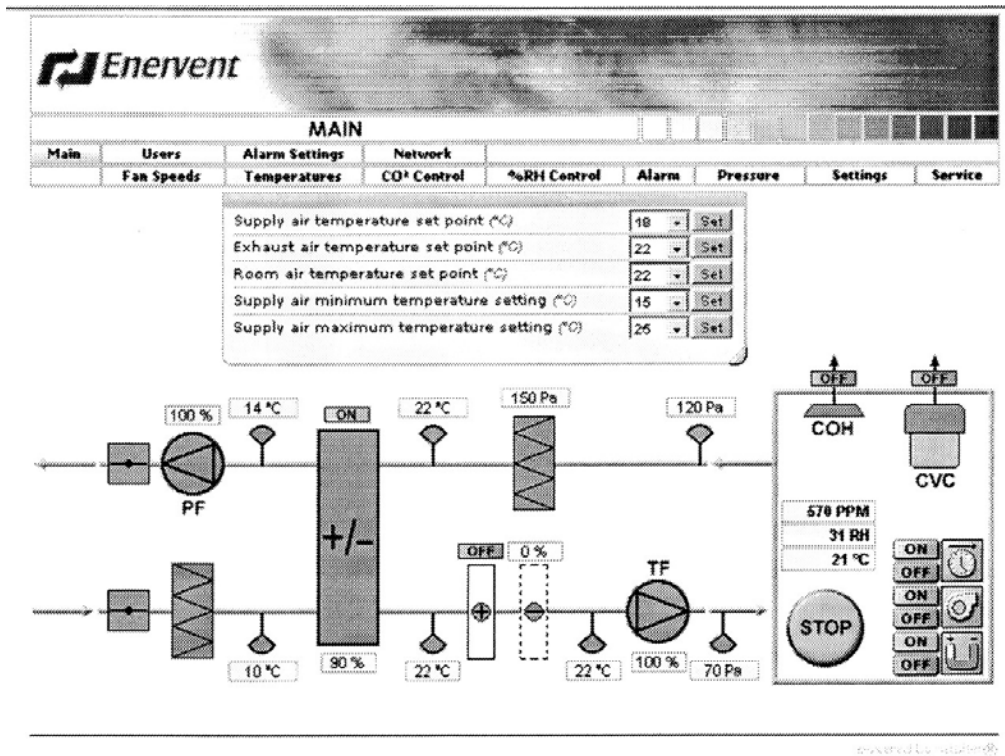 Enervent
MAIN
Main Users Alarm Settings Network
Fan Speeds Temperatures CO² Control %RH Control Alarm Pressure Settings Service
Supply air temperature set point (°C) 18 Set
Exhaust air temperature set point (°C) 22 Set
Room air temperature set point (°C) 22 Set
Supply air minimum temperature setting (°C) 15 Set
Supply air maximum temperature setting (°C) 25 Set
OFF OFF
100 % 14 °C ON 22 °C 150 Pa 120 Pa
COH
CVC
PF
+/-
570 PPM
31 RH
21 °C
OFF 0 %
TF
ON
OFF
ON
OFF
ON
OFF
STOP
10 °C 90 % 22 °C 22 °C 100 % 70 Pa